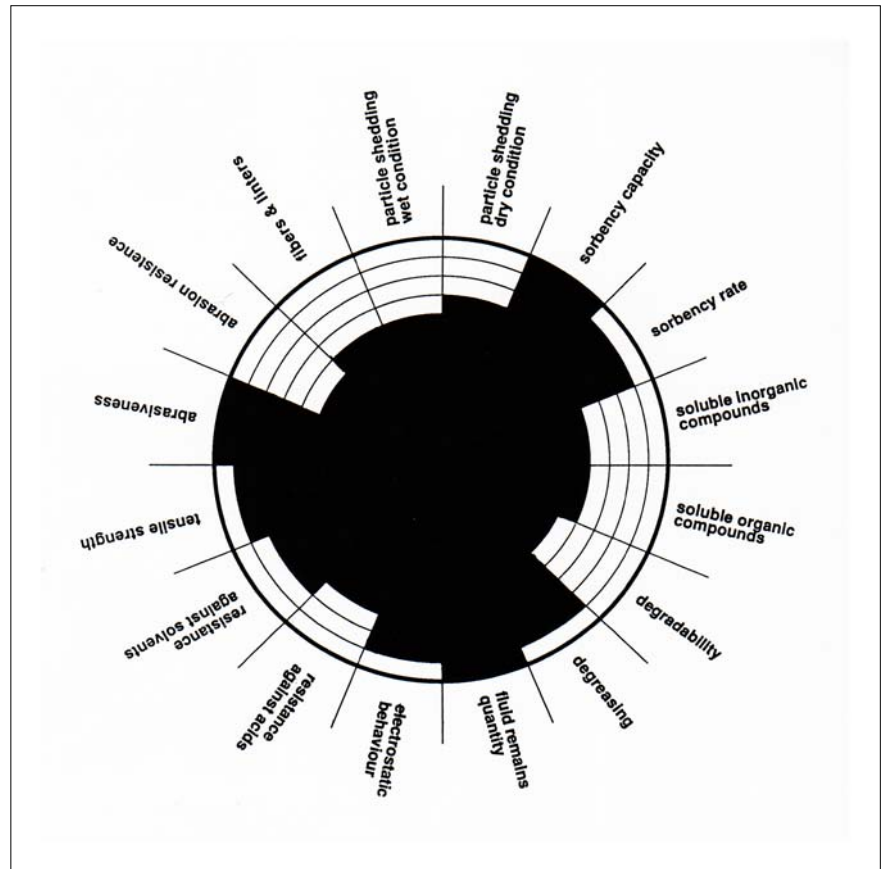 particle shedding
wet condition
particle shedding
dry condition
sorbency capacity
sorbency rate
soluble inorganic
compounds
soluble organic
compounds
degradability
degreasing
fluid remains
quantity
electrostatic
behaviour
resistance
against acids
resistance
against solvents
tensile strength
abrasiveness
abrasion resistence
fibers & linters